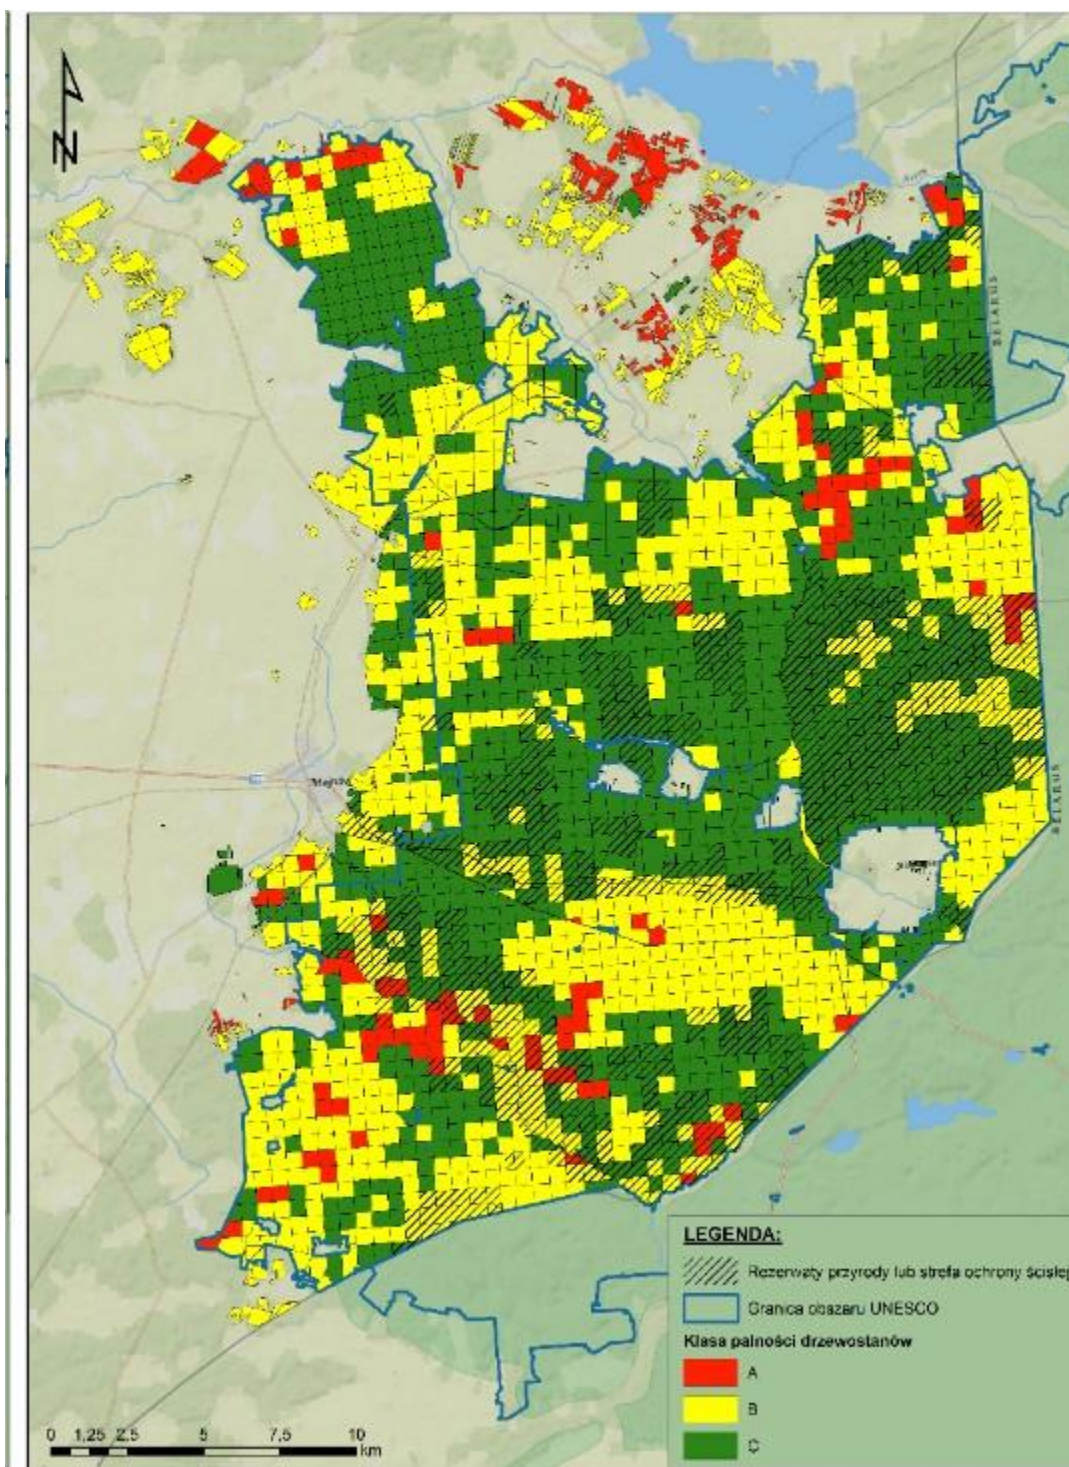 N
BELARUS
BELARUS
LEGENDA:
Rezerwaty przyrody lub strefa ochrony ścisłej
Granica obszaru UNESCO
Klasa palności drzewostanów
A
B
C
0 1,25 2,5 5 7,5 10
km